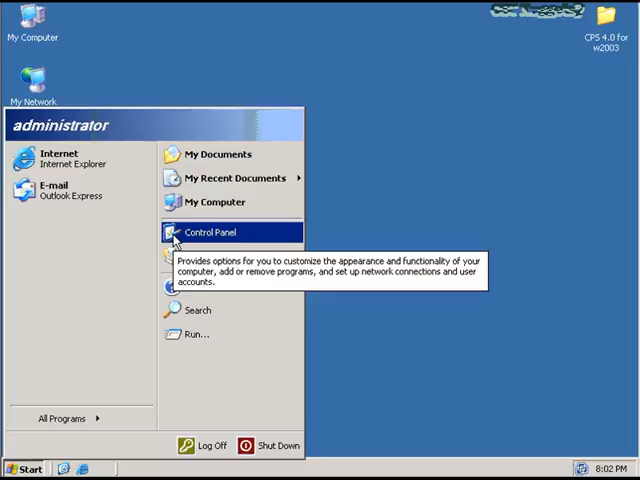 My Computer
CPS 4.0 for
w2003
My Network
administrator
Internet
Internet Explorer
E-mail
Outlook Express
My Documents
My Recent Documents
My Computer
Control Panel
Provides options for you to customize the appearance and functionality of your
computer, add or remove programs, and set up network connections and user
accounts.
Search
Run...
All Programs
Log Off
Shut Down
Start
8:02 PM